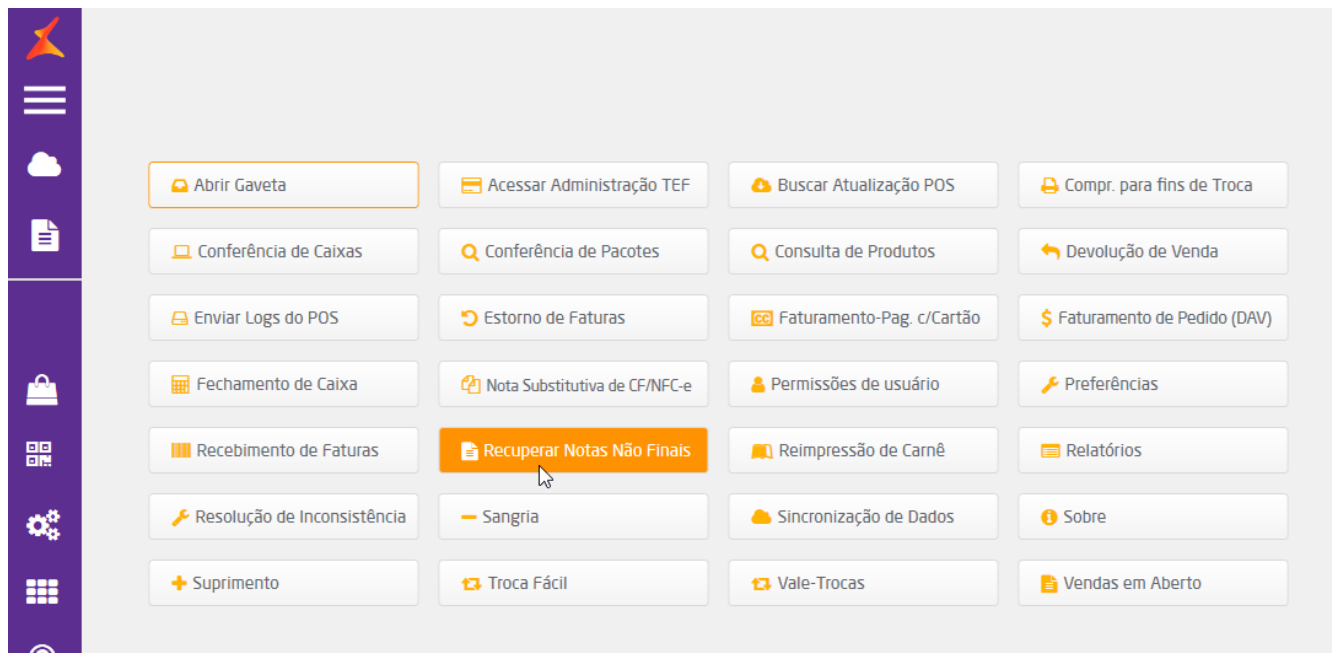 Abrir Gaveta
Acessar Administração TEF
Buscar Atualização POS
Compr. para fins de Troca
Conferência de Caixas
Conferência de Pacotes
Consulta de Produtos
Devolução de Venda
Enviar Logs do POS
Estorno de Faturas
Faturamento-Pag. c/Cartão
Faturamento de Pedido (DAV)
Fechamento de Caixa
Nota Substitutiva de CF/NFC-e
Permissões de usuário
Preferências
Recebimento de Faturas
Recuperar Notas Não Finais
Reimpressão de Carnê
Relatórios
Resolução de Inconsistência
Sangria
Sincronização de Dados
Sobre
Suprimento
Troca Fácil
Vale-Trocas
Vendas em Aberto